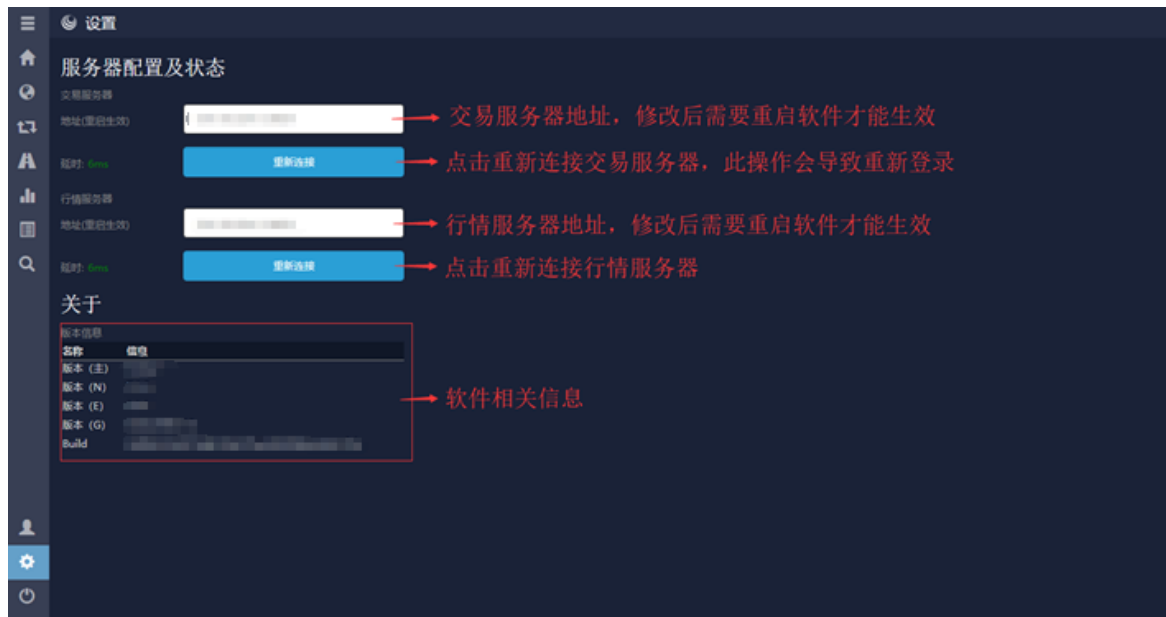 设置
服务器配置及状态
交易服务器
地址(重启生效)
交易服务器地址，修改后需要重启软件才能生效
延时: 6ms
重新连接
点击重新连接交易服务器，此操作会导致重新登录
行情服务器
地址(重启生效)
行情服务器地址，修改后需要重启软件才能生效
延时: 6ms
重新连接
点击重新连接行情服务器
关于
版本信息
名称 信息
版本 (主)
版本 (N)
软件相关信息
版本 (E)
版本 (G)
Build